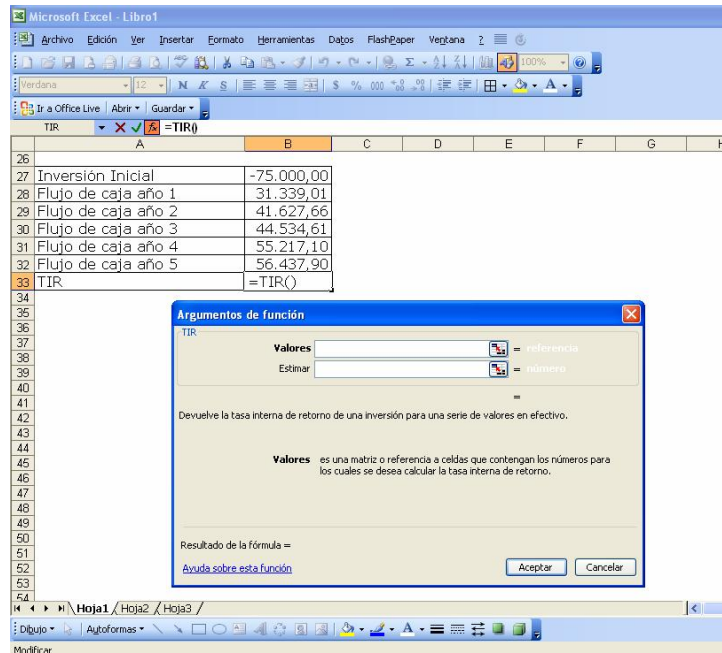 Microsoft Excel - Libro1
Archivo Edición Ver Insertar Formato Herramientas Datos FlashPaper Ventana ?
100%
Verdana 12 N K S $ % 000
Ir a Office Live Abrir Guardar
TIR =TIR()
A B C D E F G H
26
27 Inversión Inicial -75.000,00
28 Flujo de caja año 1 31.339,01
29 Flujo de caja año 2 41.627,66
30 Flujo de caja año 3 44.534,61
31 Flujo de caja año 4 55.217,10
32 Flujo de caja año 5 56.437,90
33 TIR =TIR()
34
35
36
37
38
39
40
41
42
43
44
45
46
47
48
49
50
51
52
53
54
Argumentos de función
TIR
Valores = referencia
Estimar = número
=
Devuelve la tasa interna de retorno de una inversión para una serie de valores en efectivo.
Valores es una matriz o referencia a celdas que contengan los números para
los cuales se desea calcular la tasa interna de retorno.
Resultado de la fórmula =
Ayuda sobre esta función Aceptar Cancelar
Hoja1 Hoja2 Hoja3
Dibujo Autoformas
Modificar